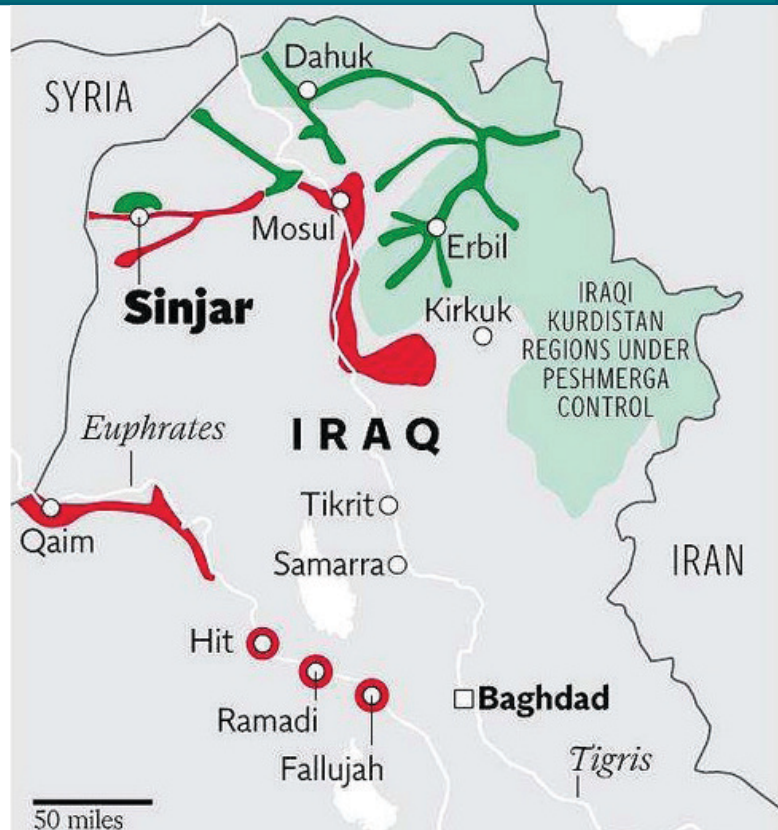 Dahuk
SYRIA
Mosul
Erbil
Sinjar
Kirkuk
IRAQI
KURDISTAN
REGIONS UNDER
PESHMERGA
CONTROL
Euphrates
IRAQ
Tikrit
Qaim
Samarra
IRAN
Hit
Ramadi
Baghdad
Fallujah
Tigris
50 miles